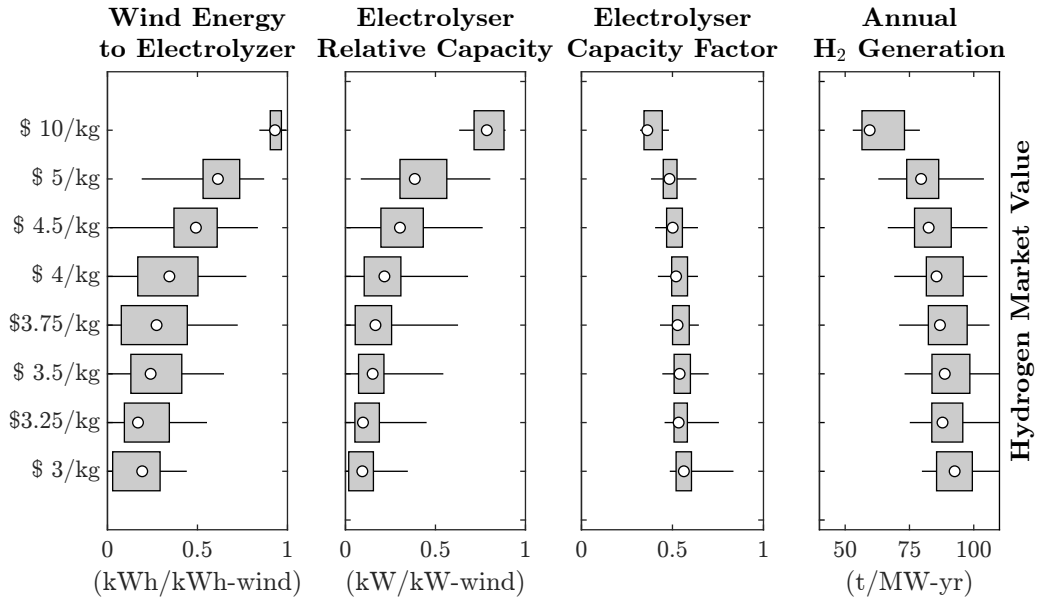 Wind Energy
to Electrolyzer
Electrolyser
Relative Capacity
Electrolyser
Capacity Factor
Annual
H₂ Generation
$ 10/kg
$ 5/kg
$ 4.5/kg
$ 4/kg
$3.75/kg
$ 3.5/kg
$3.25/kg
$ 3/kg
Hydrogen Market Value
0 0.5 1
(kWh/kWh-wind)
0 0.5 1
(kW/kW-wind)
0 0.5 1
50 75 100
(t/MW-yr)